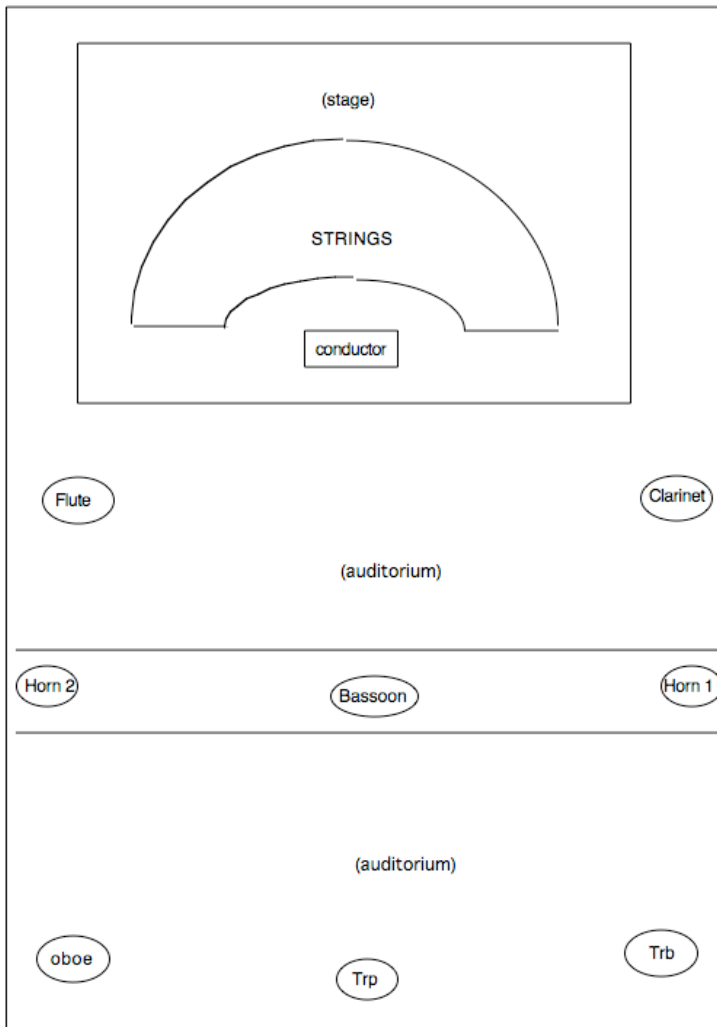 (stage)
STRINGS
conductor
Flute
Clarinet
(auditorium)
Horn 2
Bassoon
Horn 1
(auditorium)
oboe
Trp
Trb